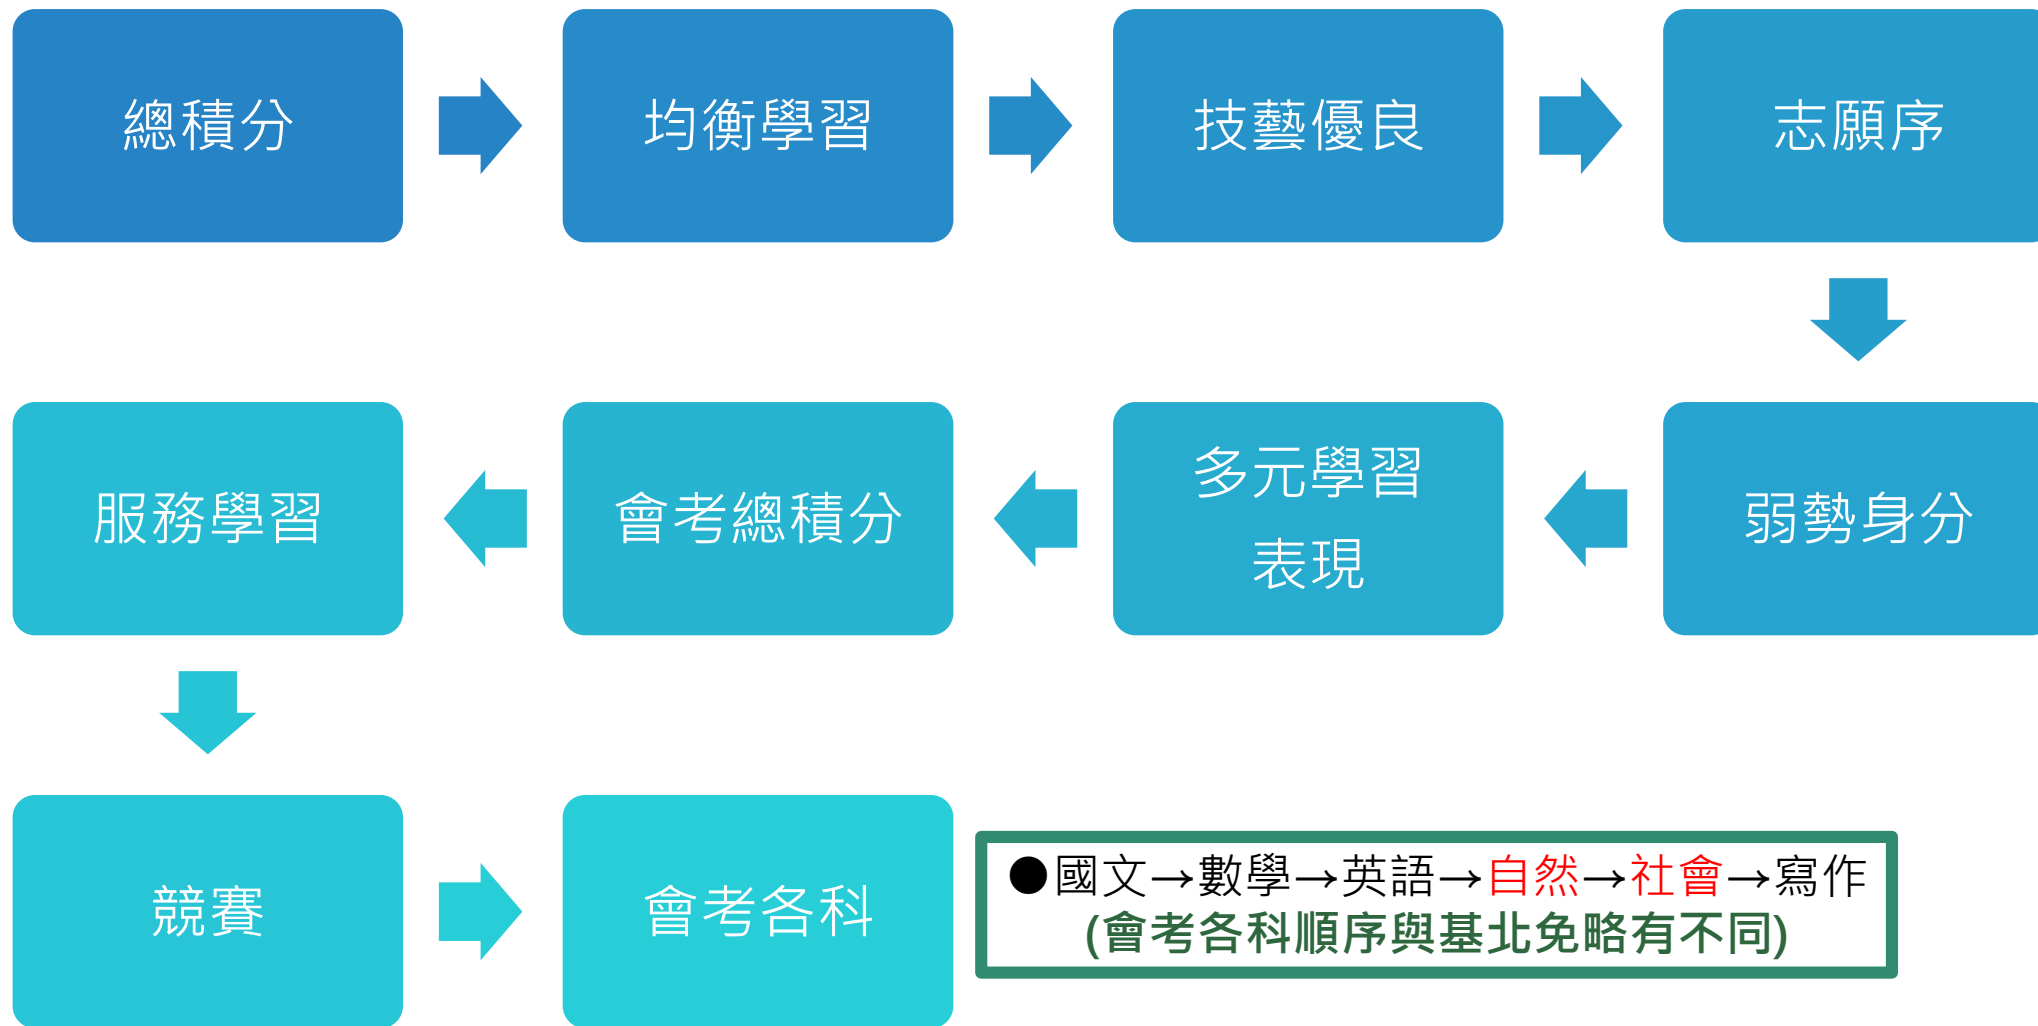 總積分
均衡學習
技藝優良
志願序
弱勢身分
多元學習
表現
會考總積分
服務學習
競賽
會考各科
●國文→數學→英語→自然→社會→寫作
(會考各科順序與基北免略有不同)